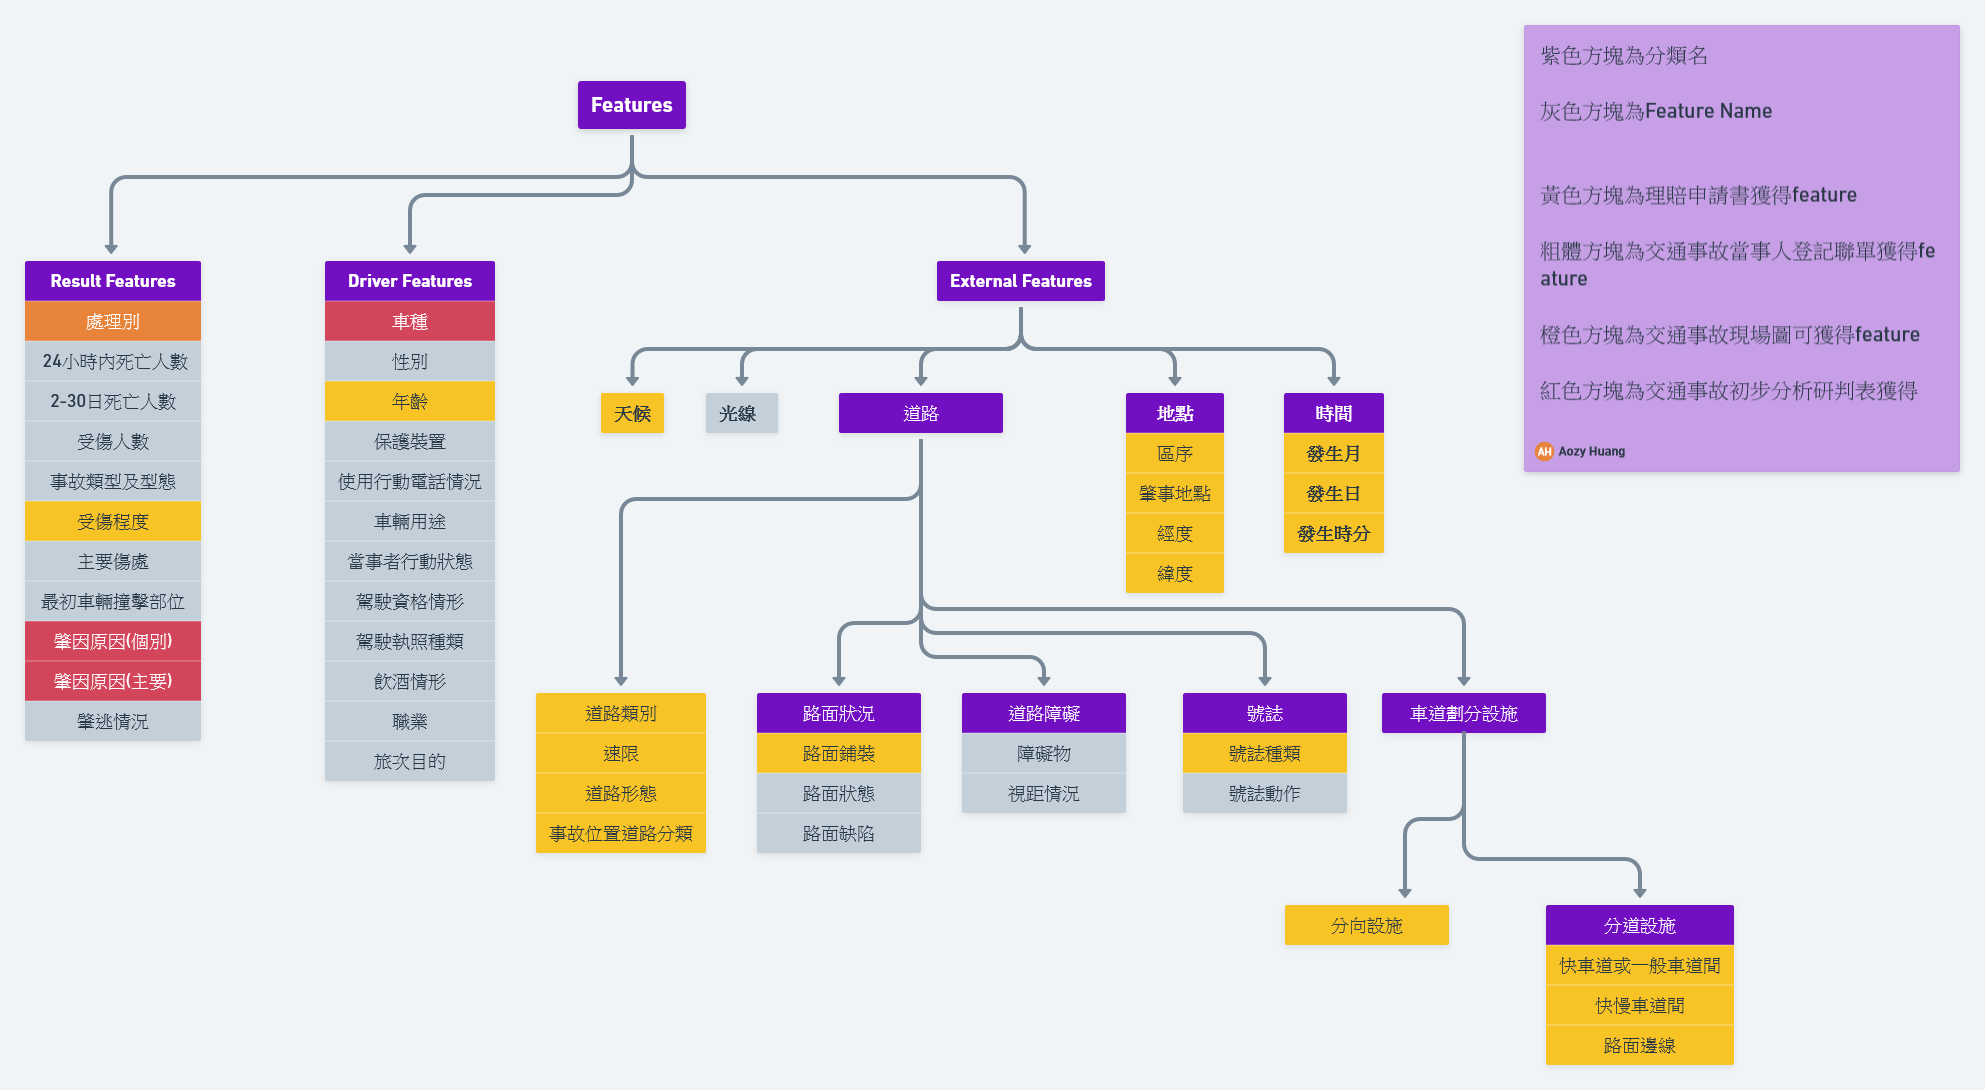 紫色方塊為分類名
灰色方塊為Feature Name
黃色方塊為理賠申請書獲得feature
粗體方塊為交通事故當事人登記聯單獲得fe
ature
橙色方塊為交通事故現場圖可獲得feature
紅色方塊為交通事故初步分析研判表獲得
AH Aozy Huang
Features
Result Features
處理別
24小時內死亡人數
2-30日死亡人數
受傷人數
事故類型及型態
受傷程度
主要傷處
最初車輛撞擊部位
肇因原因(個別)
肇因原因(主要)
肇逃情況
Driver Features
車種
性別
年齡
保護裝置
使用行動電話情況
車輛用途
當事者行動狀態
駕駛資格情形
駕駛執照種類
飲酒情形
職業
旅次目的
External Features
天候
光線
道路
地點
區序
肇事地點
經度
緯度
時間
發生月
發生日
發生時分
道路類別
速限
道路形態
事故位置道路分類
路面狀況
路面鋪裝
路面狀態
路面缺陷
道路障礙
障礙物
視距情況
號誌
號誌種類
號誌動作
車道劃分設施
分向設施
分道設施
快車道或一般車道間
快慢車道間
路面邊線